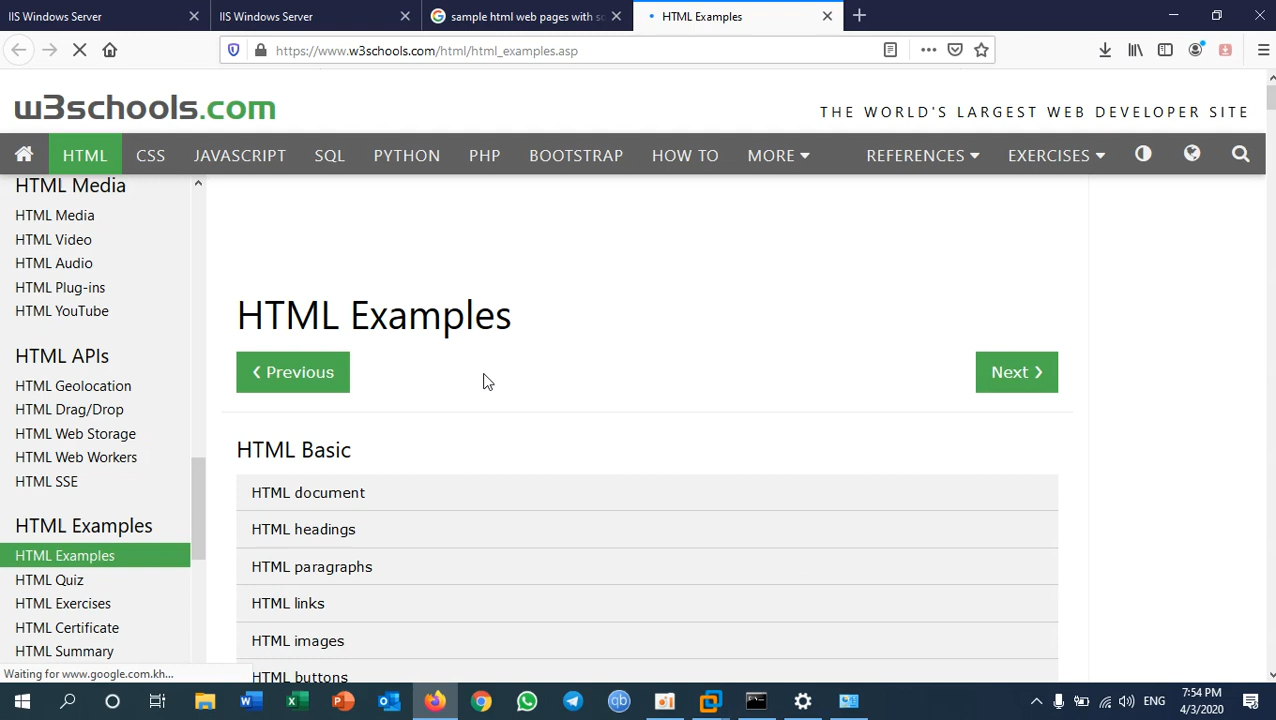 IIS Windows Server
IIS Windows Server
sample html web pages with so
HTML Examples
https://www.w3schools.com/html/html_examples.asp
w3schools.com
THE WORLD'S LARGEST WEB DEVELOPER SITE
HTML CSS JAVASCRIPT SQL PYTHON PHP BOOTSTRAP HOW TO MORE REFERENCES EXERCISES
HTML Media
HTML Media
HTML Video
HTML Audio
HTML Plug-ins
HTML YouTube
HTML APIs
HTML Geolocation
HTML Drag/Drop
HTML Web Storage
HTML Web Workers
HTML SSE
HTML Examples
HTML Examples
HTML Quiz
HTML Exercises
HTML Certificate
HTML Summary
HTML Examples
❮ Previous
Next ❯
HTML Basic
HTML document
HTML headings
HTML paragraphs
HTML links
HTML images
HTML buttons
Waiting for www.google.com.kh...
ENG
7:54 PM
4/3/2020